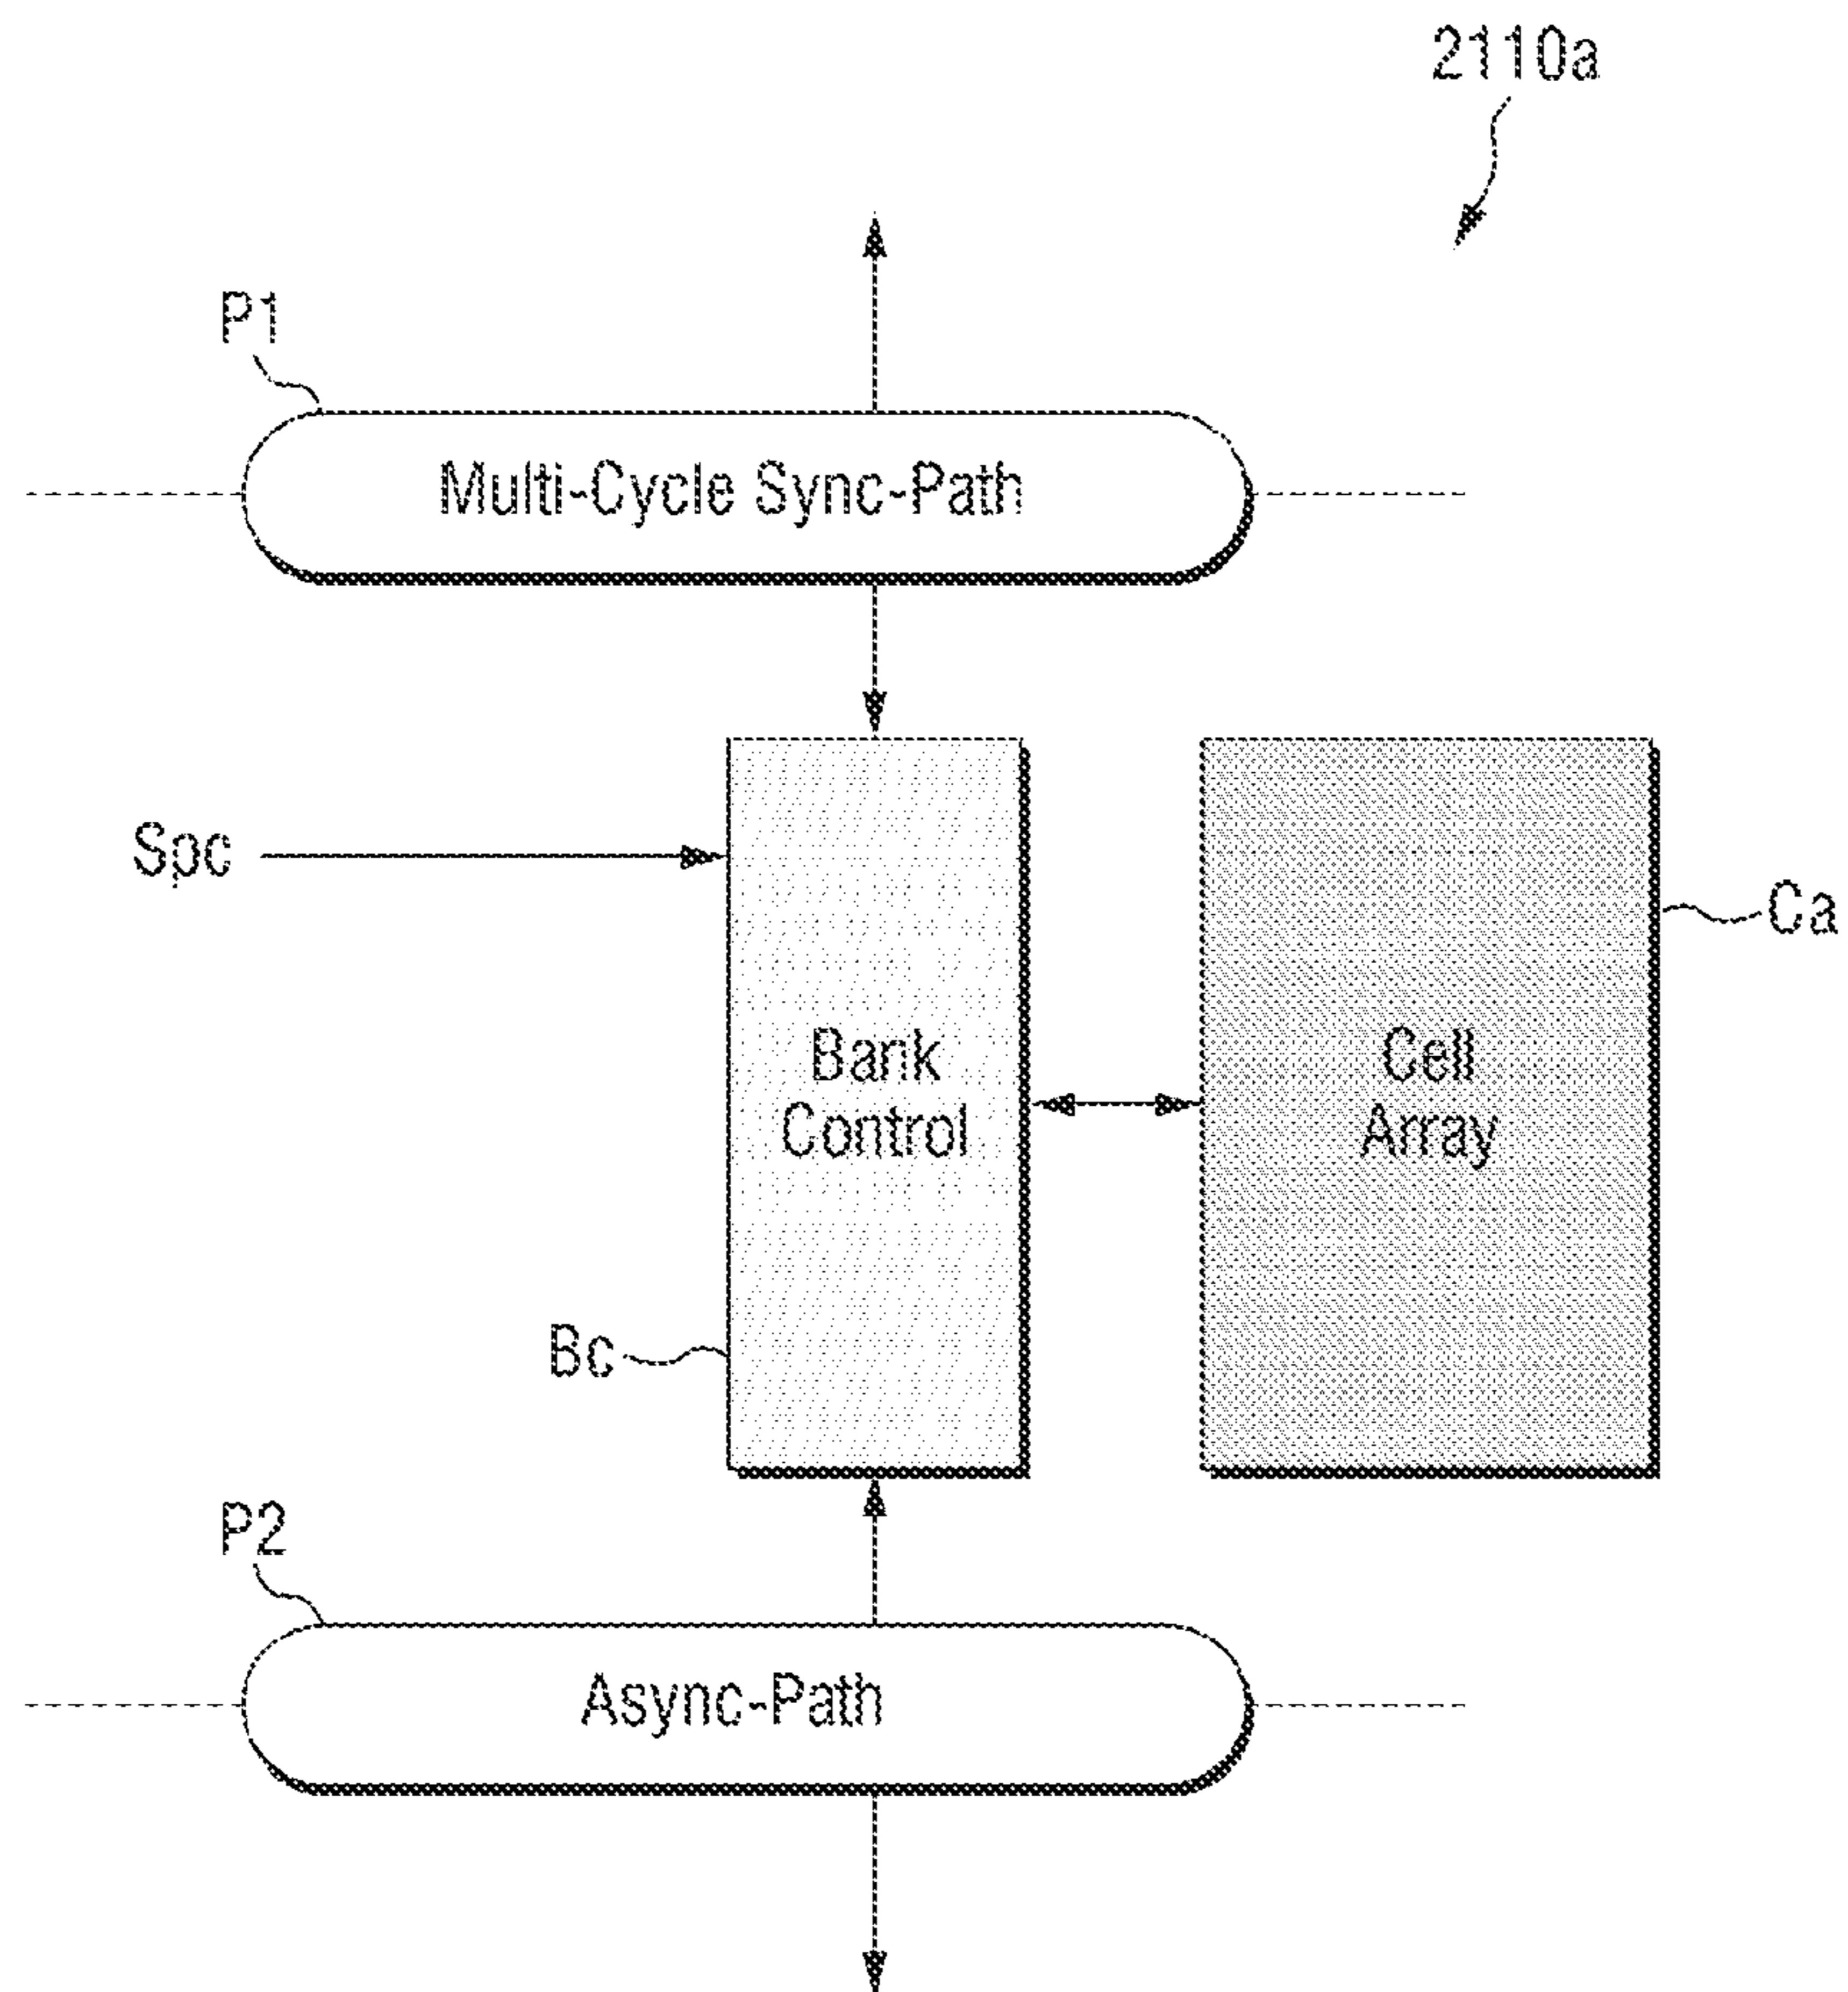 2110a
P1
Multi-Cycle Sync-Path
Spc
Ca
Bank
Control
Cell
Array
Bc
P2
Async-Path